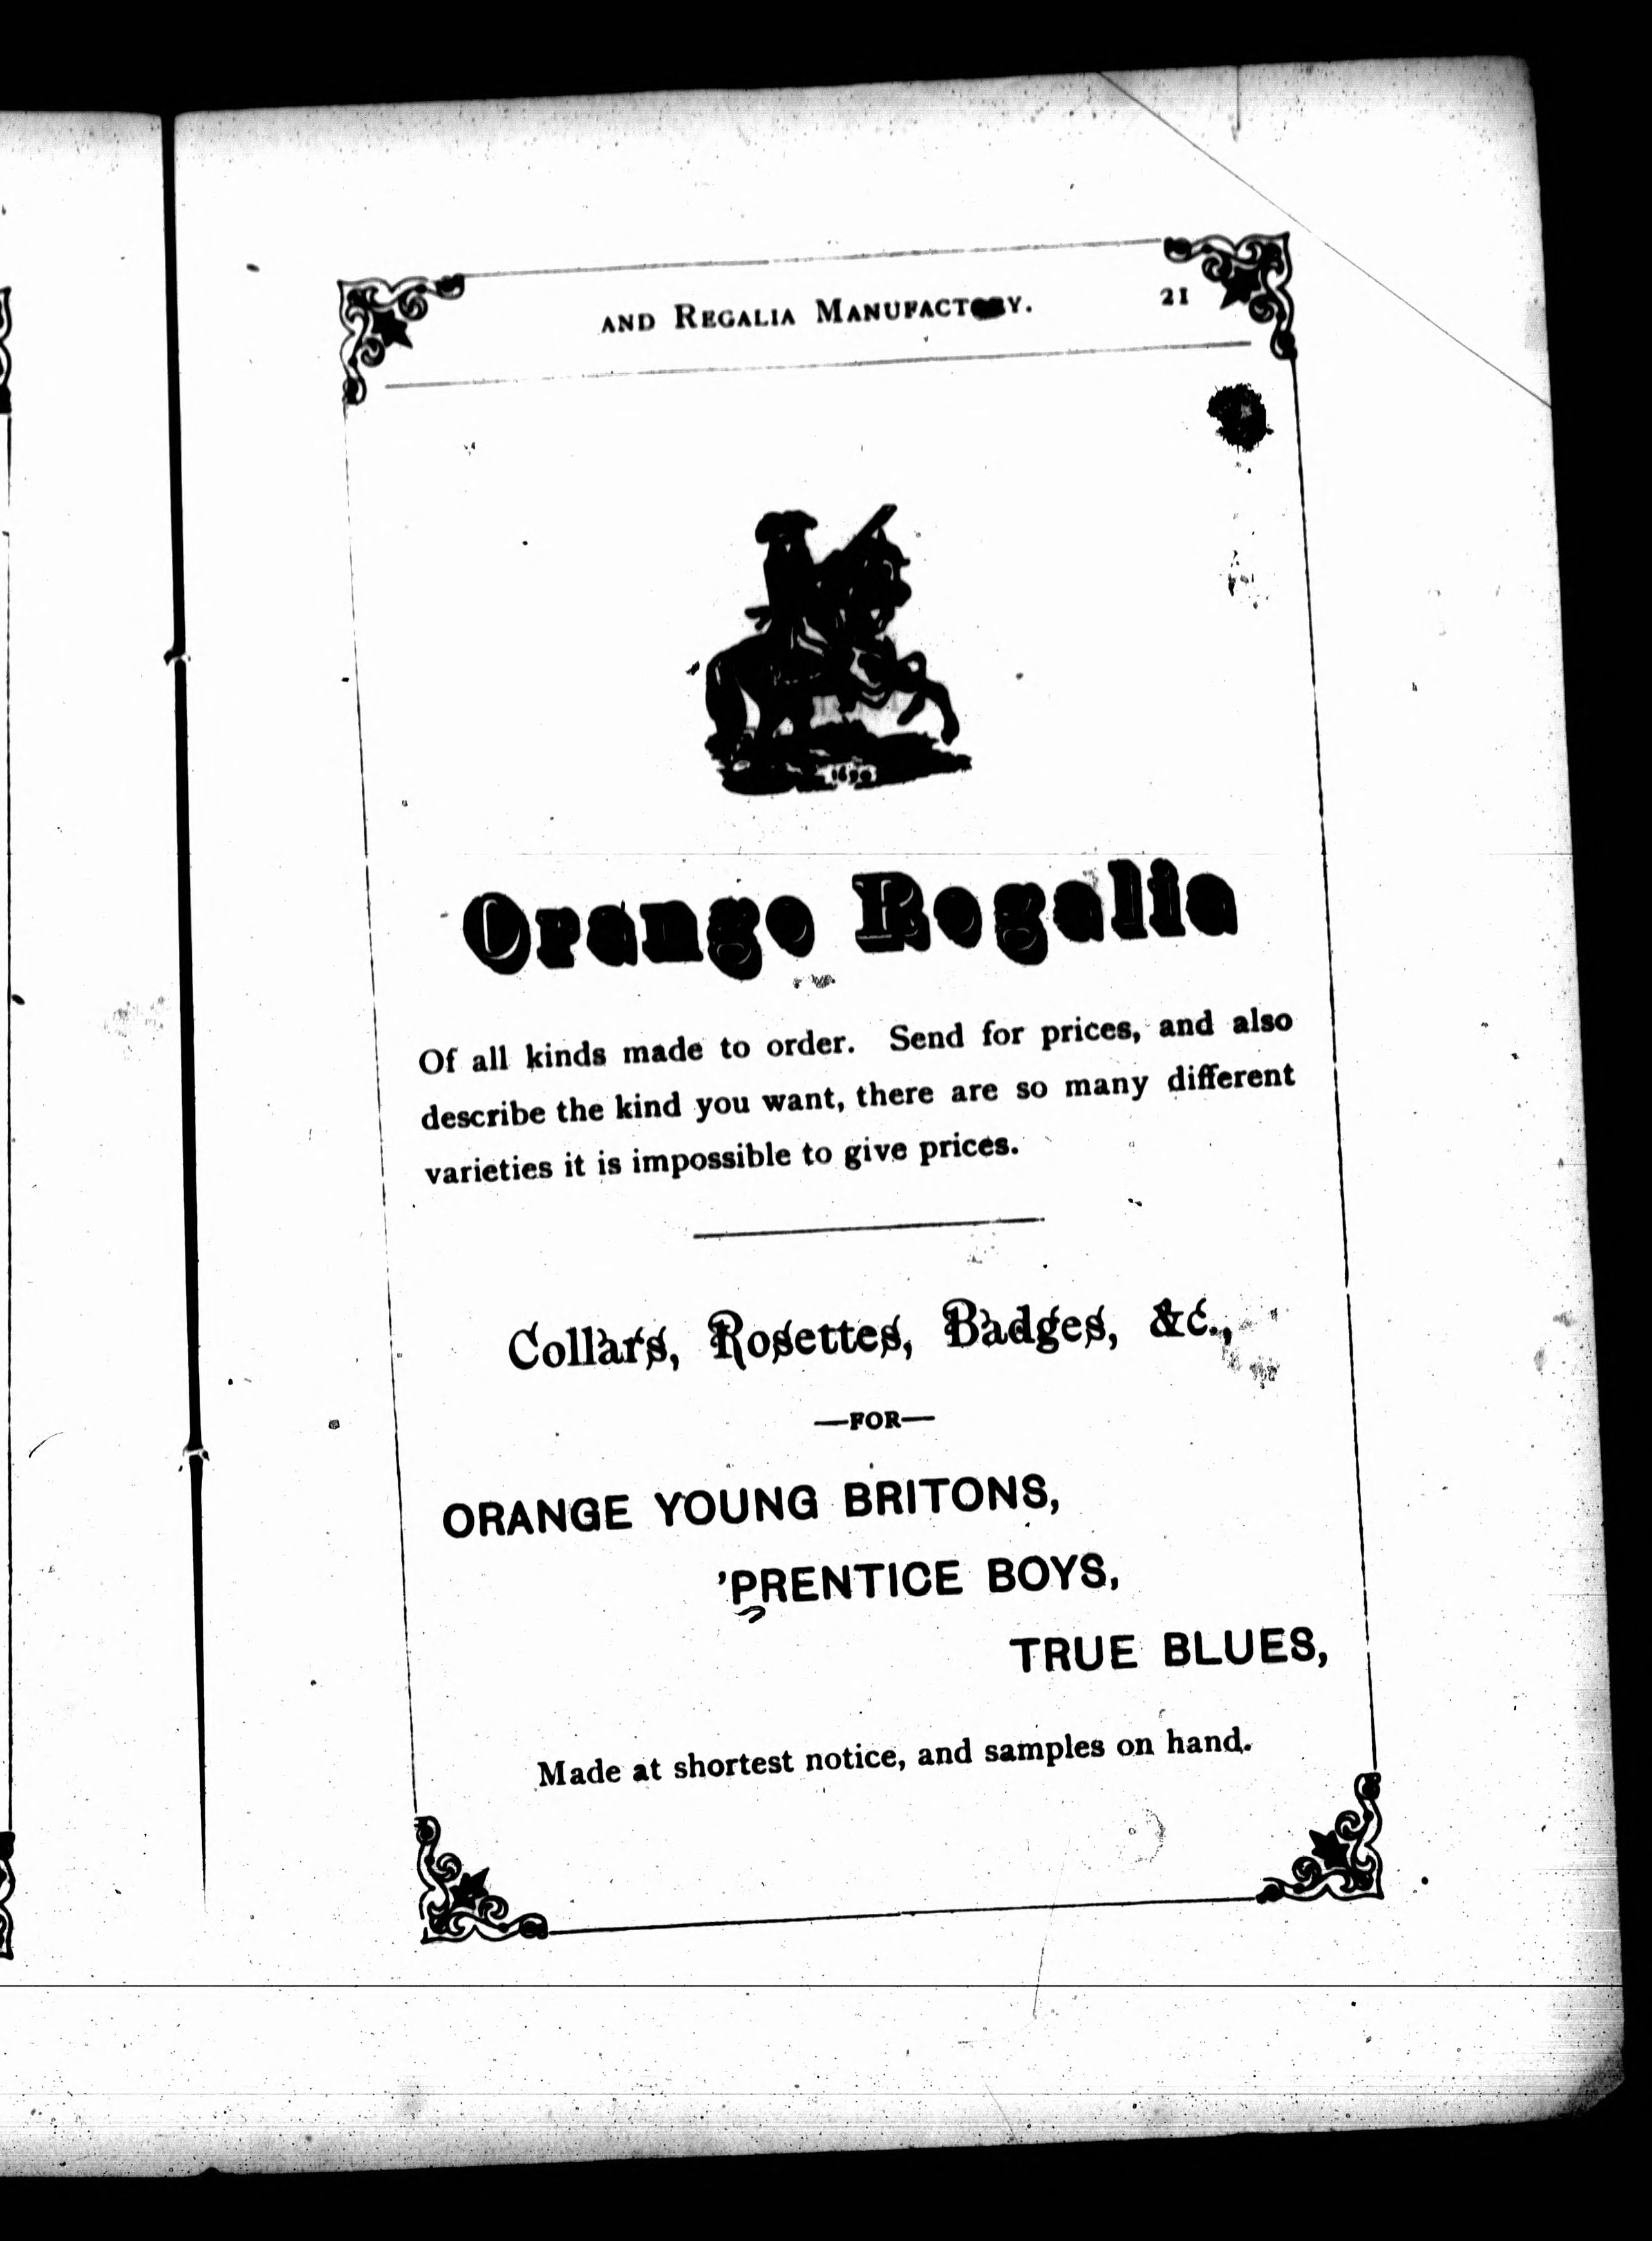 AND REGALIA MANUFACTORY. 21
1690
Orange Regalia
Of all kinds made to order. Send for prices, and also
describe the kind you want, there are so many different
varieties it is impossible to give prices.
Collars, Rosettes, Badges, &c.,
—FOR—
ORANGE YOUNG BRITONS,
'PRENTICE BOYS,
TRUE BLUES,
Made at shortest notice, and samples on hand.